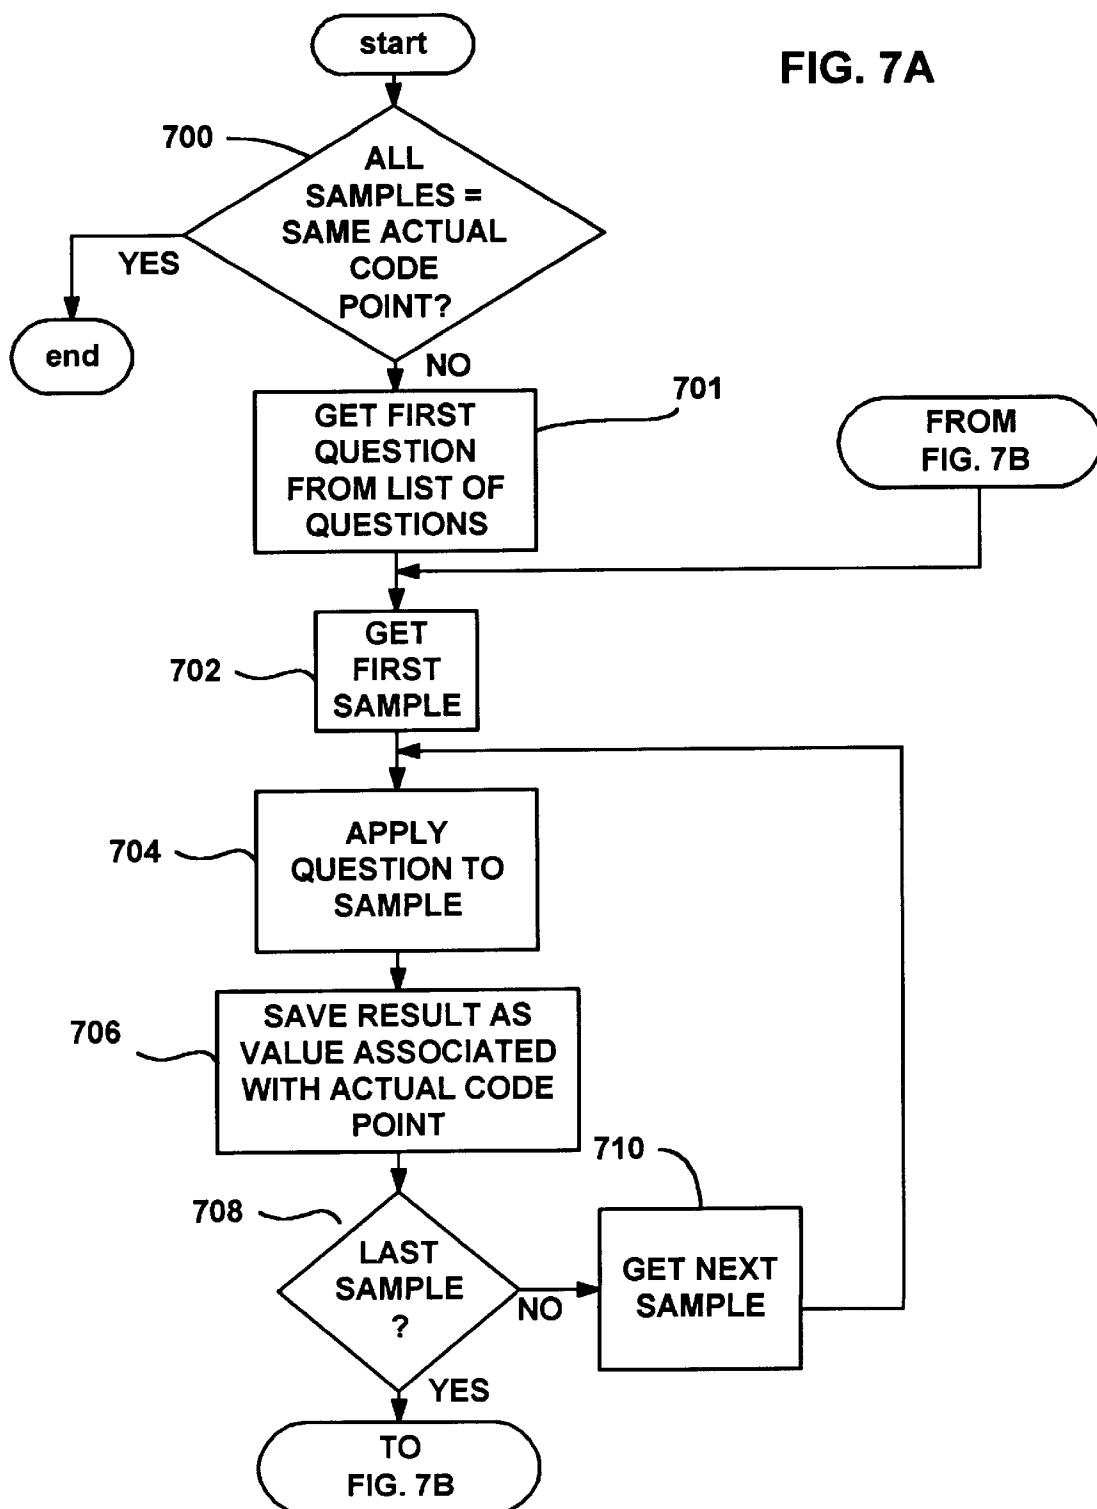 start
FIG. 7A
700
ALL
SAMPLES =
SAME ACTUAL
CODE
POINT?
YES
end
NO
701
GET FIRST
QUESTION
FROM LIST OF
QUESTIONS
FROM
FIG. 7B
702
GET
FIRST
SAMPLE
704
APPLY
QUESTION TO
SAMPLE
706
SAVE RESULT AS
VALUE ASSOCIATED
WITH ACTUAL CODE
POINT
708
LAST
SAMPLE
?
NO
710
GET NEXT
SAMPLE
YES
TO
FIG. 7B